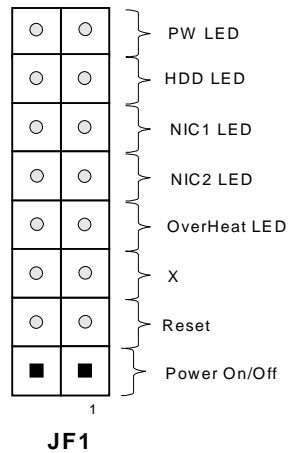 PW LED
HDD LED
NIC1 LED
NIC2 LED
OverHeat LED
X
Reset
Power On/Off
1
JF1